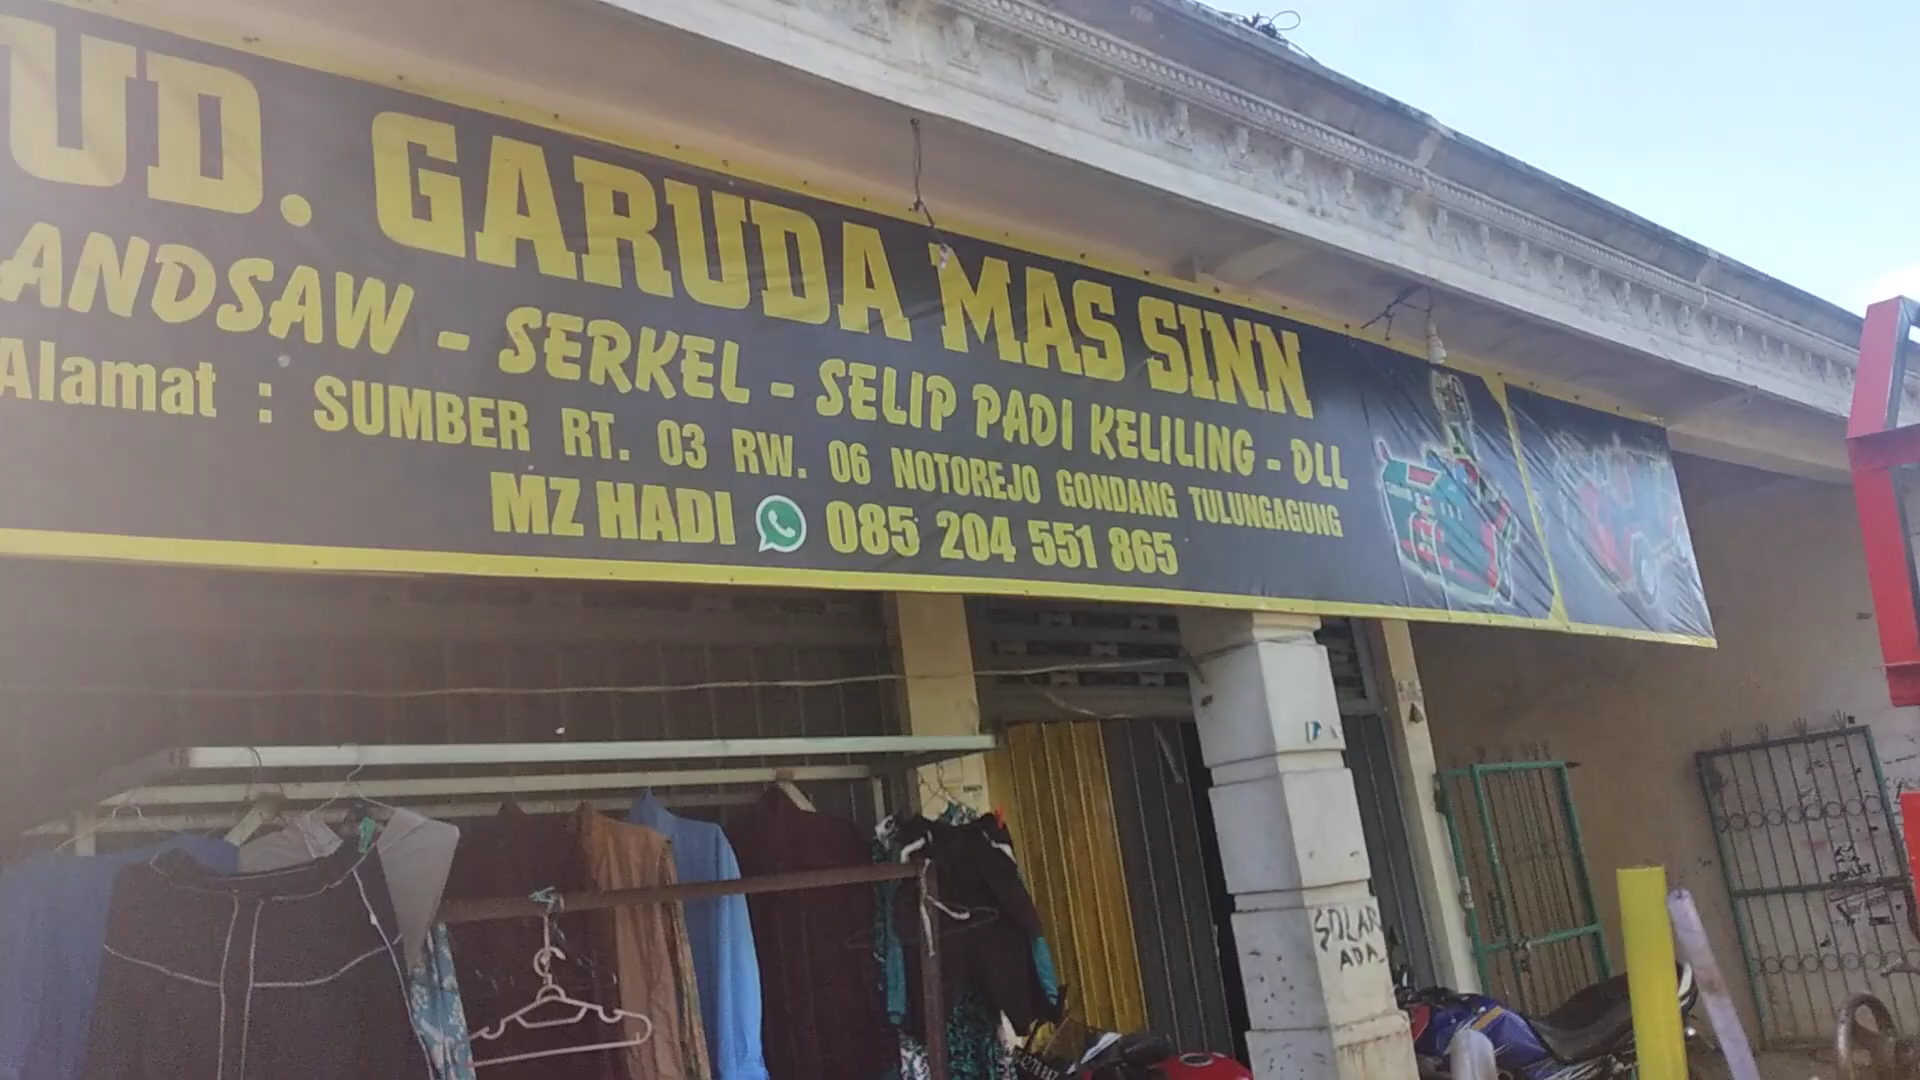 UD. GARUDA MAS SINN
ANDSAW - SERKEL - SELIP PADI KELILING - DLL
Alamat : SUMBER RT. 03 RW. 06 NOTOREJO GONDANG TULUNGAGUNG
MZ HADI 085 204 551 865
SOLAR
ADA